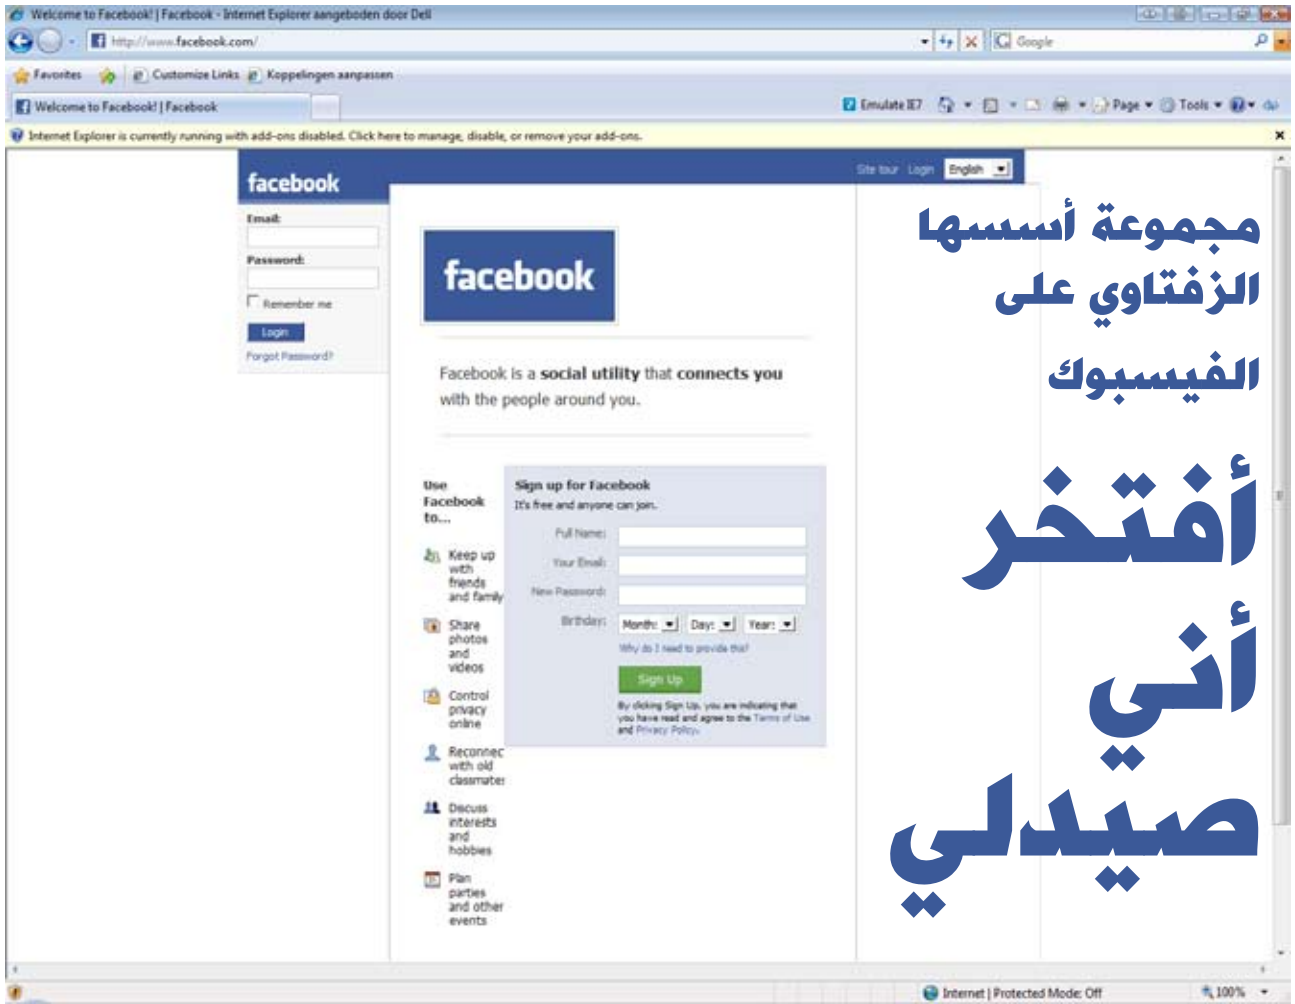 Welcome to Facebook! | Facebook - Internet Explorer aangeboden door Dell
http://www.facebook.com/
Google
Favorites Customize Links Koppelingen aanpassen
Welcome to Facebook! | Facebook
Emulate IE7 Page Tools
Internet Explorer is currently running with add-ons disabled. Click here to manage, disable, or remove your add-ons.
Site tour Login English
facebook
Email:
Password:
Remember me
Login
Forgot Password?
facebook
Facebook is a social utility that connects you
with the people around you.
Use
Facebook
to...
Keep up
with
friends
and family
Share
photos
and
videos
Control
privacy
online
Reconnec
with old
classmates
Discuss
interests
and
hobbies
Plan
parties
and other
events
Sign up for Facebook
It's free and anyone can join.
Full Name:
Your Email:
New Password:
Birthday: Month: Day: Year:
Why do I need to provide this?
Sign Up
By clicking Sign Up, you are indicating that
you have read and agree to the Terms of Use
and Privacy Policy.
مجموعة أسسها
الزفتاوي على
الفيسبوك
أفتخر
أني
صيدلي
Internet | Protected Mode: Off
100%